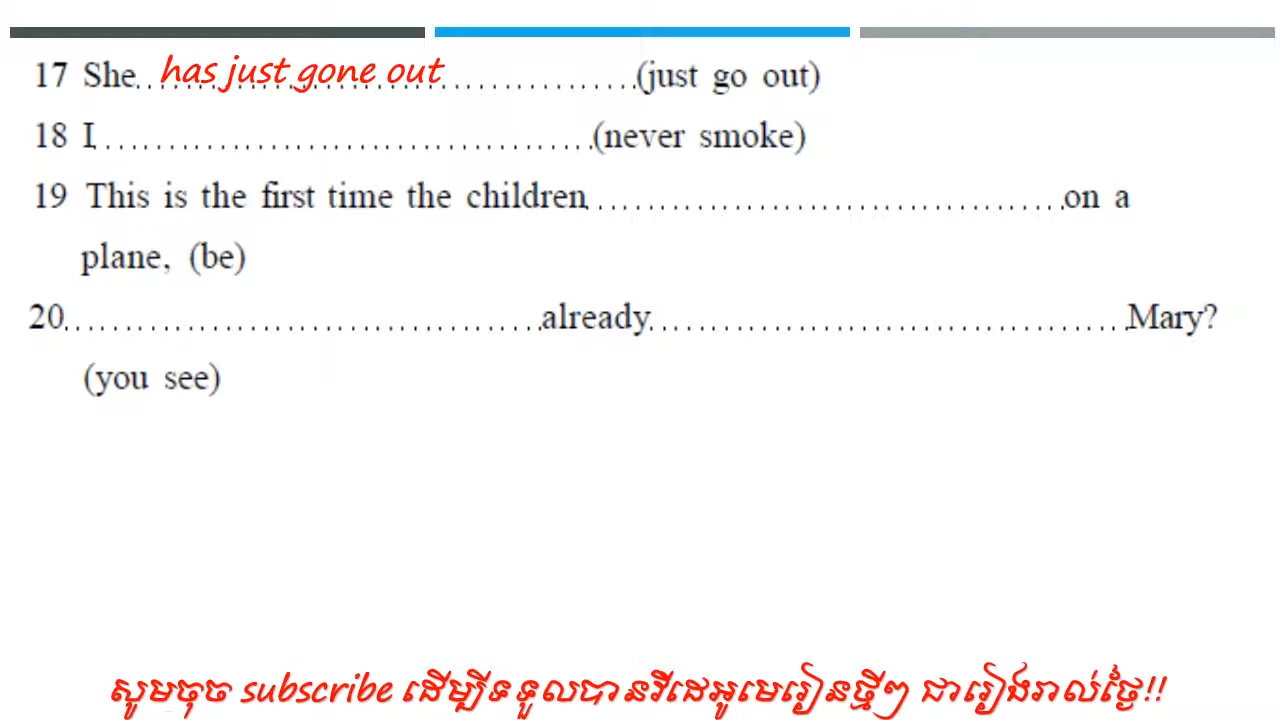 17 She has just gone out ........................(just go out)
18 I........................................(never smoke)
19 This is the first time the children........................................on a
plane, (be)
20........................................already........................................Mary?
(you see)
សូមចុច subscribe ដើម្បីទទួលបានវីដេអូមេរៀនថ្មីៗ ជារៀងរាល់ថ្ងៃ!!